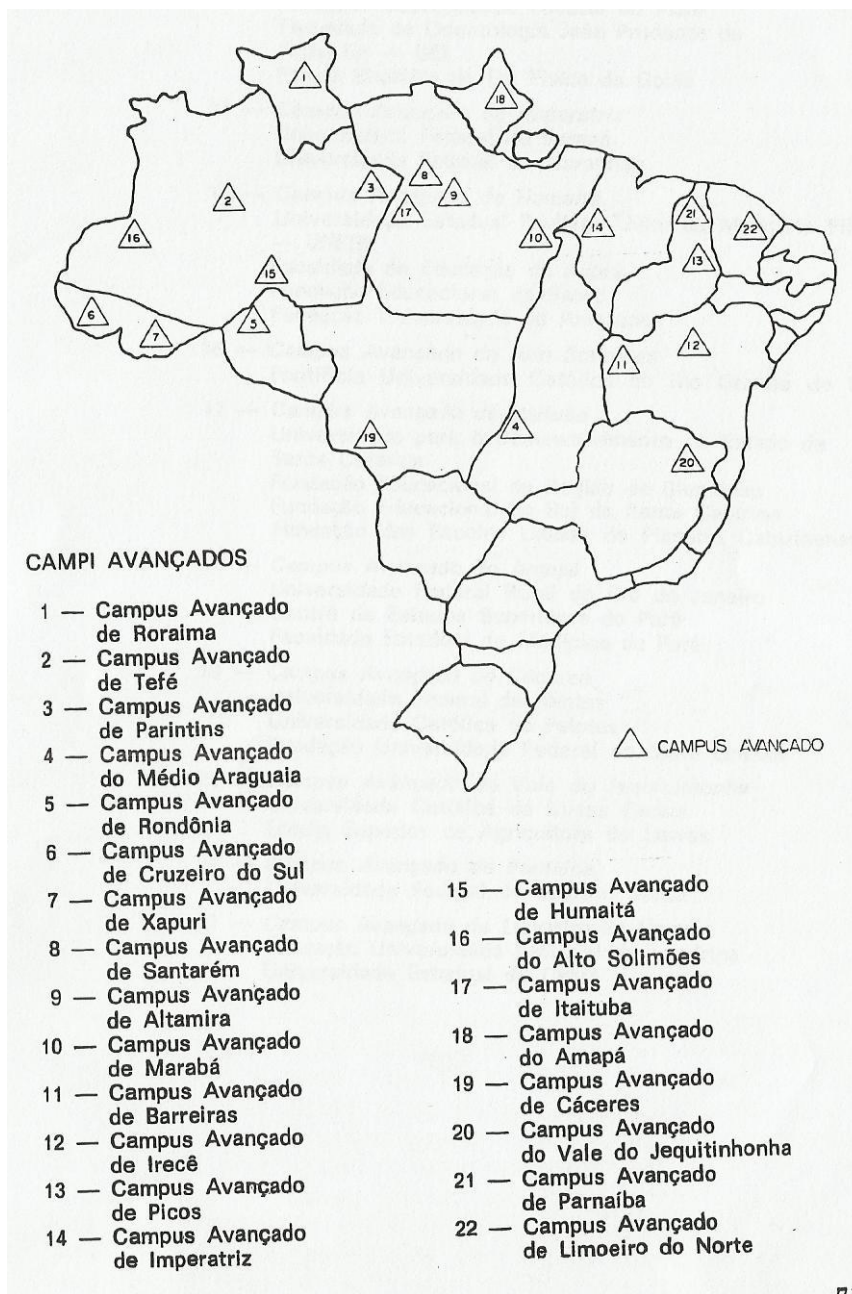 1
18
2
3
8
9
17
16
10
14
21
22
13
15
6
7
5
11
12
19
4
20
CAMPI AVANÇADOS
1 — Campus Avançado
de Roraima
2 — Campus Avançado
de Tefé
3 — Campus Avançado
de Parintins
4 — Campus Avançado
do Médio Araguaia
5 — Campus Avançado
de Rondônia
6 — Campus Avançado
de Cruzeiro do Sul
7 — Campus Avançado
de Xapuri
8 — Campus Avançado
de Santarém
9 — Campus Avançado
de Altamira
10 — Campus Avançado
de Marabá
11 — Campus Avançado
de Barreiras
12 — Campus Avançado
de Irecê
13 — Campus Avançado
de Picos
14 — Campus Avançado
de Imperatriz
CAMPUS AVANÇADO
15 — Campus Avançado
de Humaitá
16 — Campus Avançado
do Alto Solimões
17 — Campus Avançado
de Itaituba
18 — Campus Avançado
do Amapá
19 — Campus Avançado
de Cáceres
20 — Campus Avançado
do Vale do Jequitinhonha
21 — Campus Avançado
de Parnaíba
22 — Campus Avançado
de Limoeiro do Norte